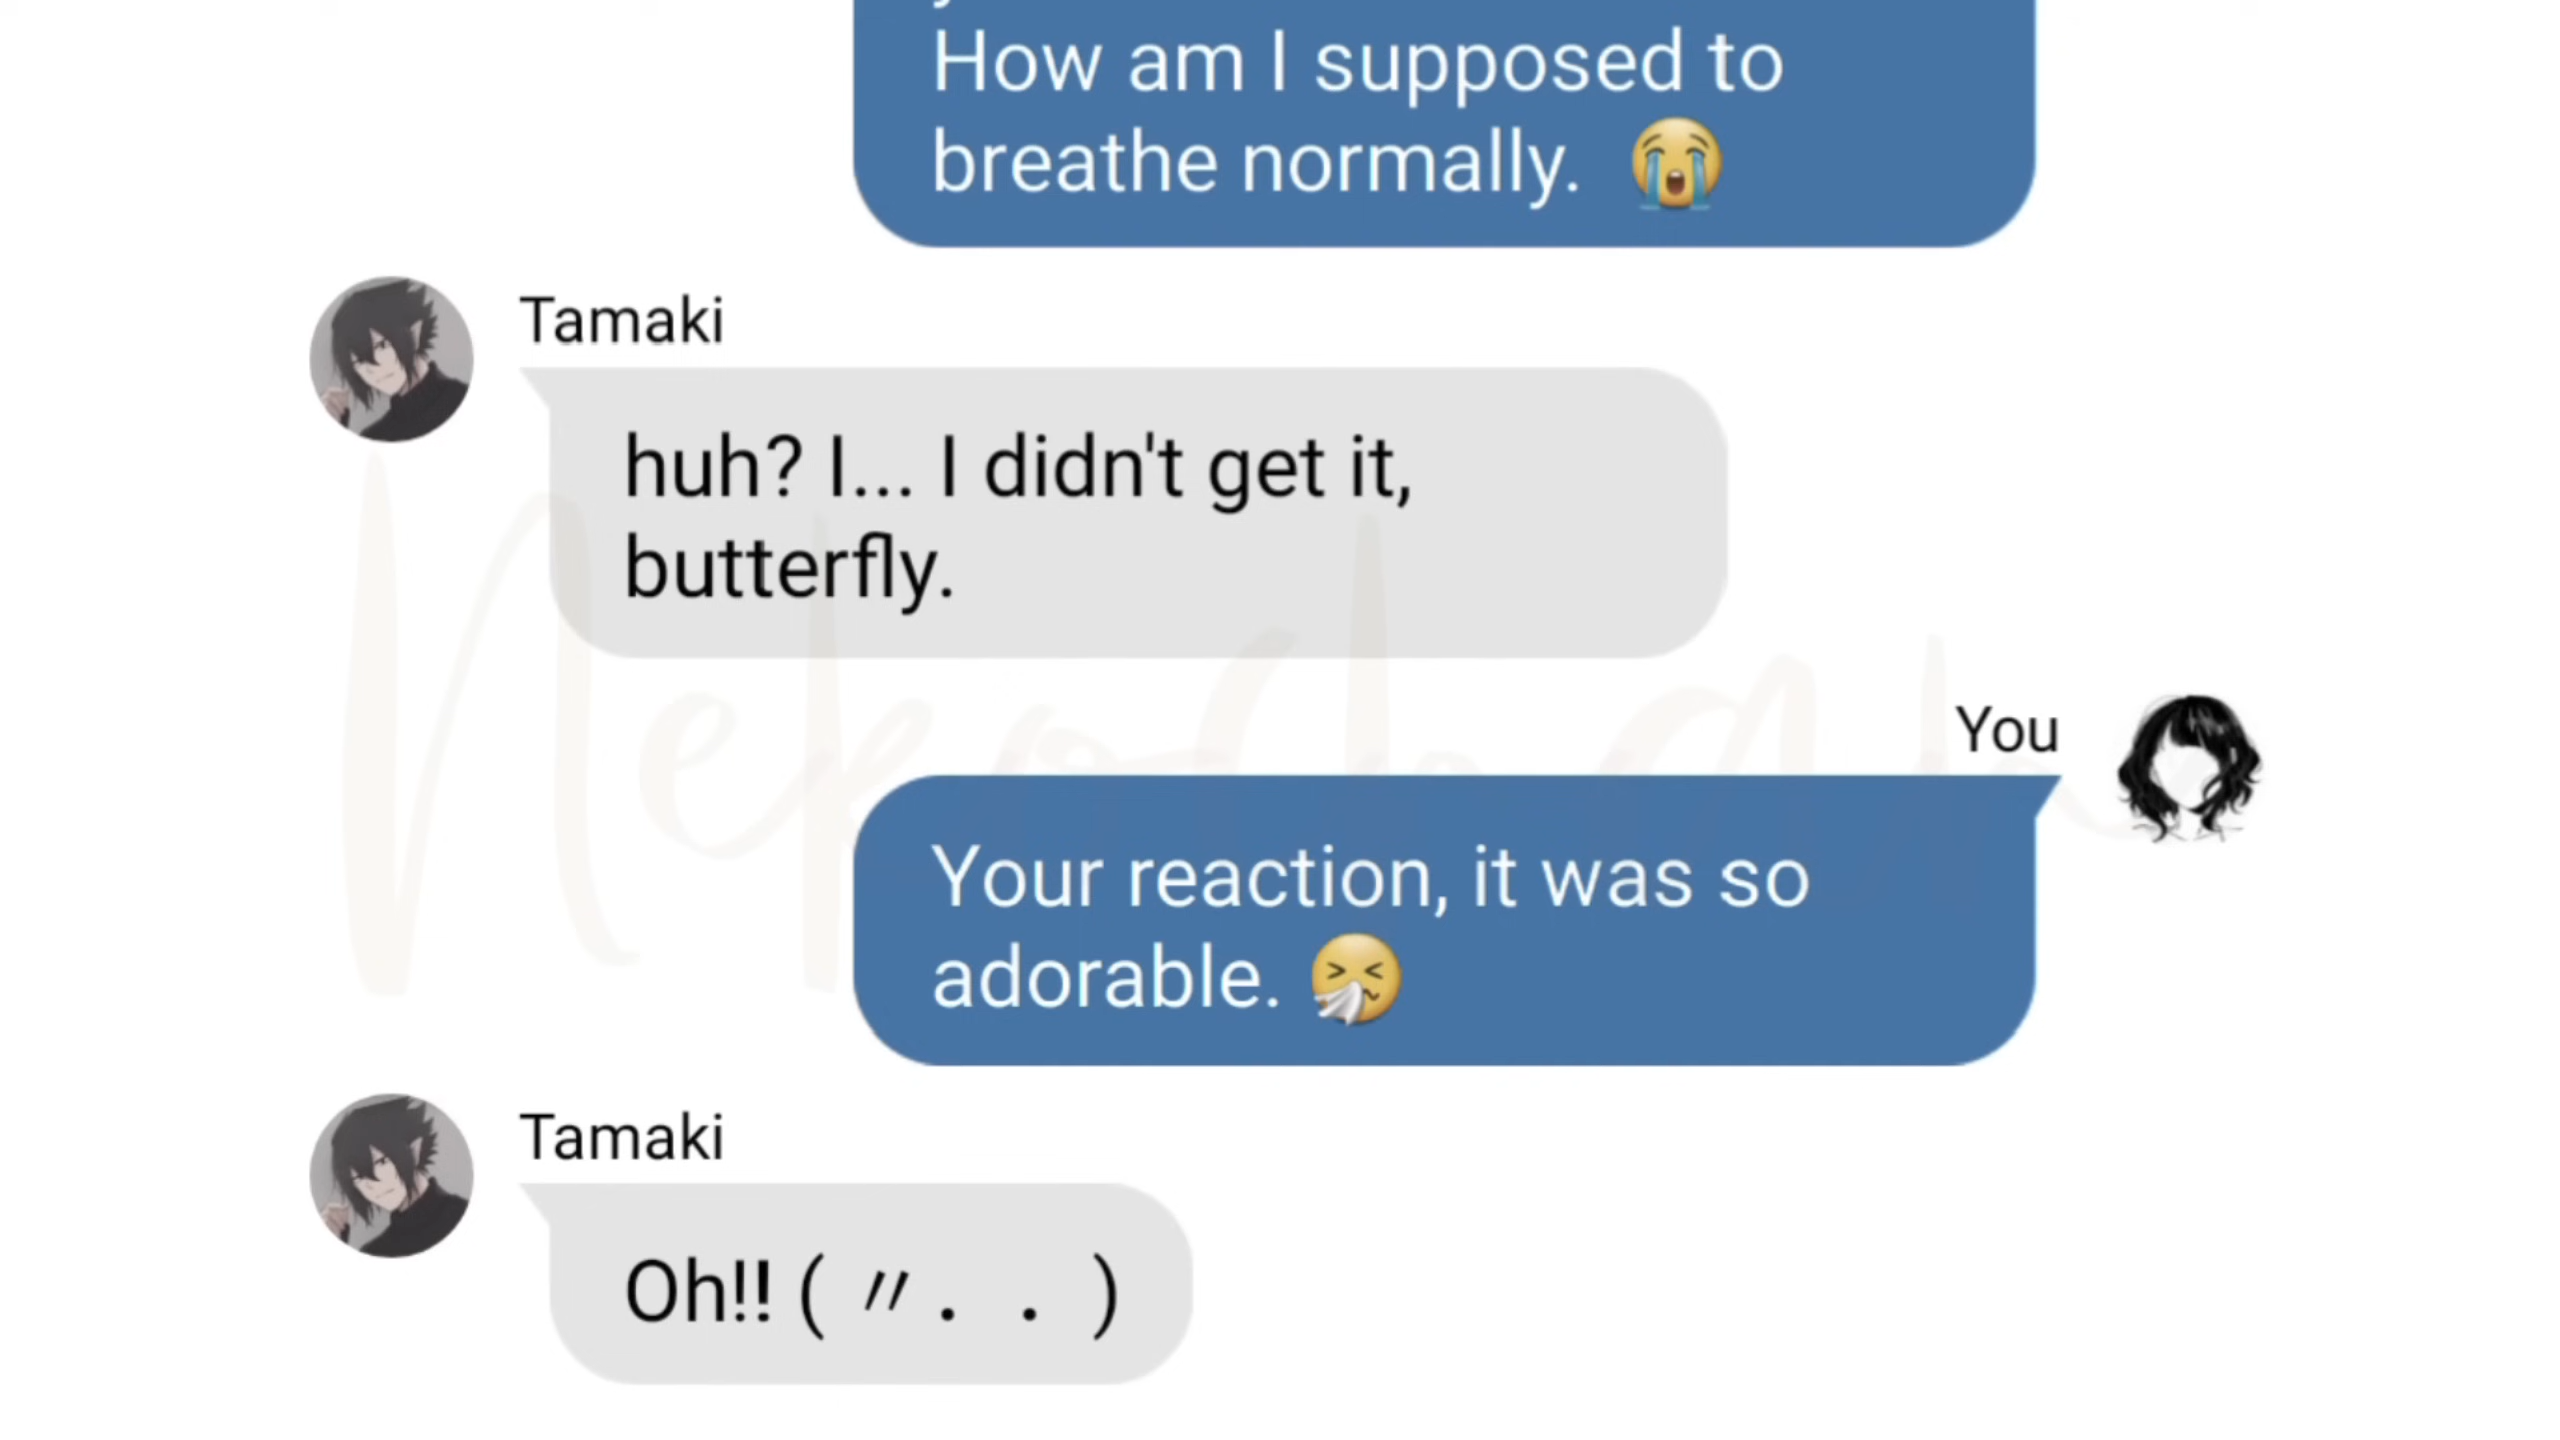 How am I supposed to
breathe normally. 😭
Tamaki
huh? I... I didn't get it,
butterfly.
You
Your reaction, it was so
adorable. 🤧
Tamaki
Oh!! ( 〃．．)